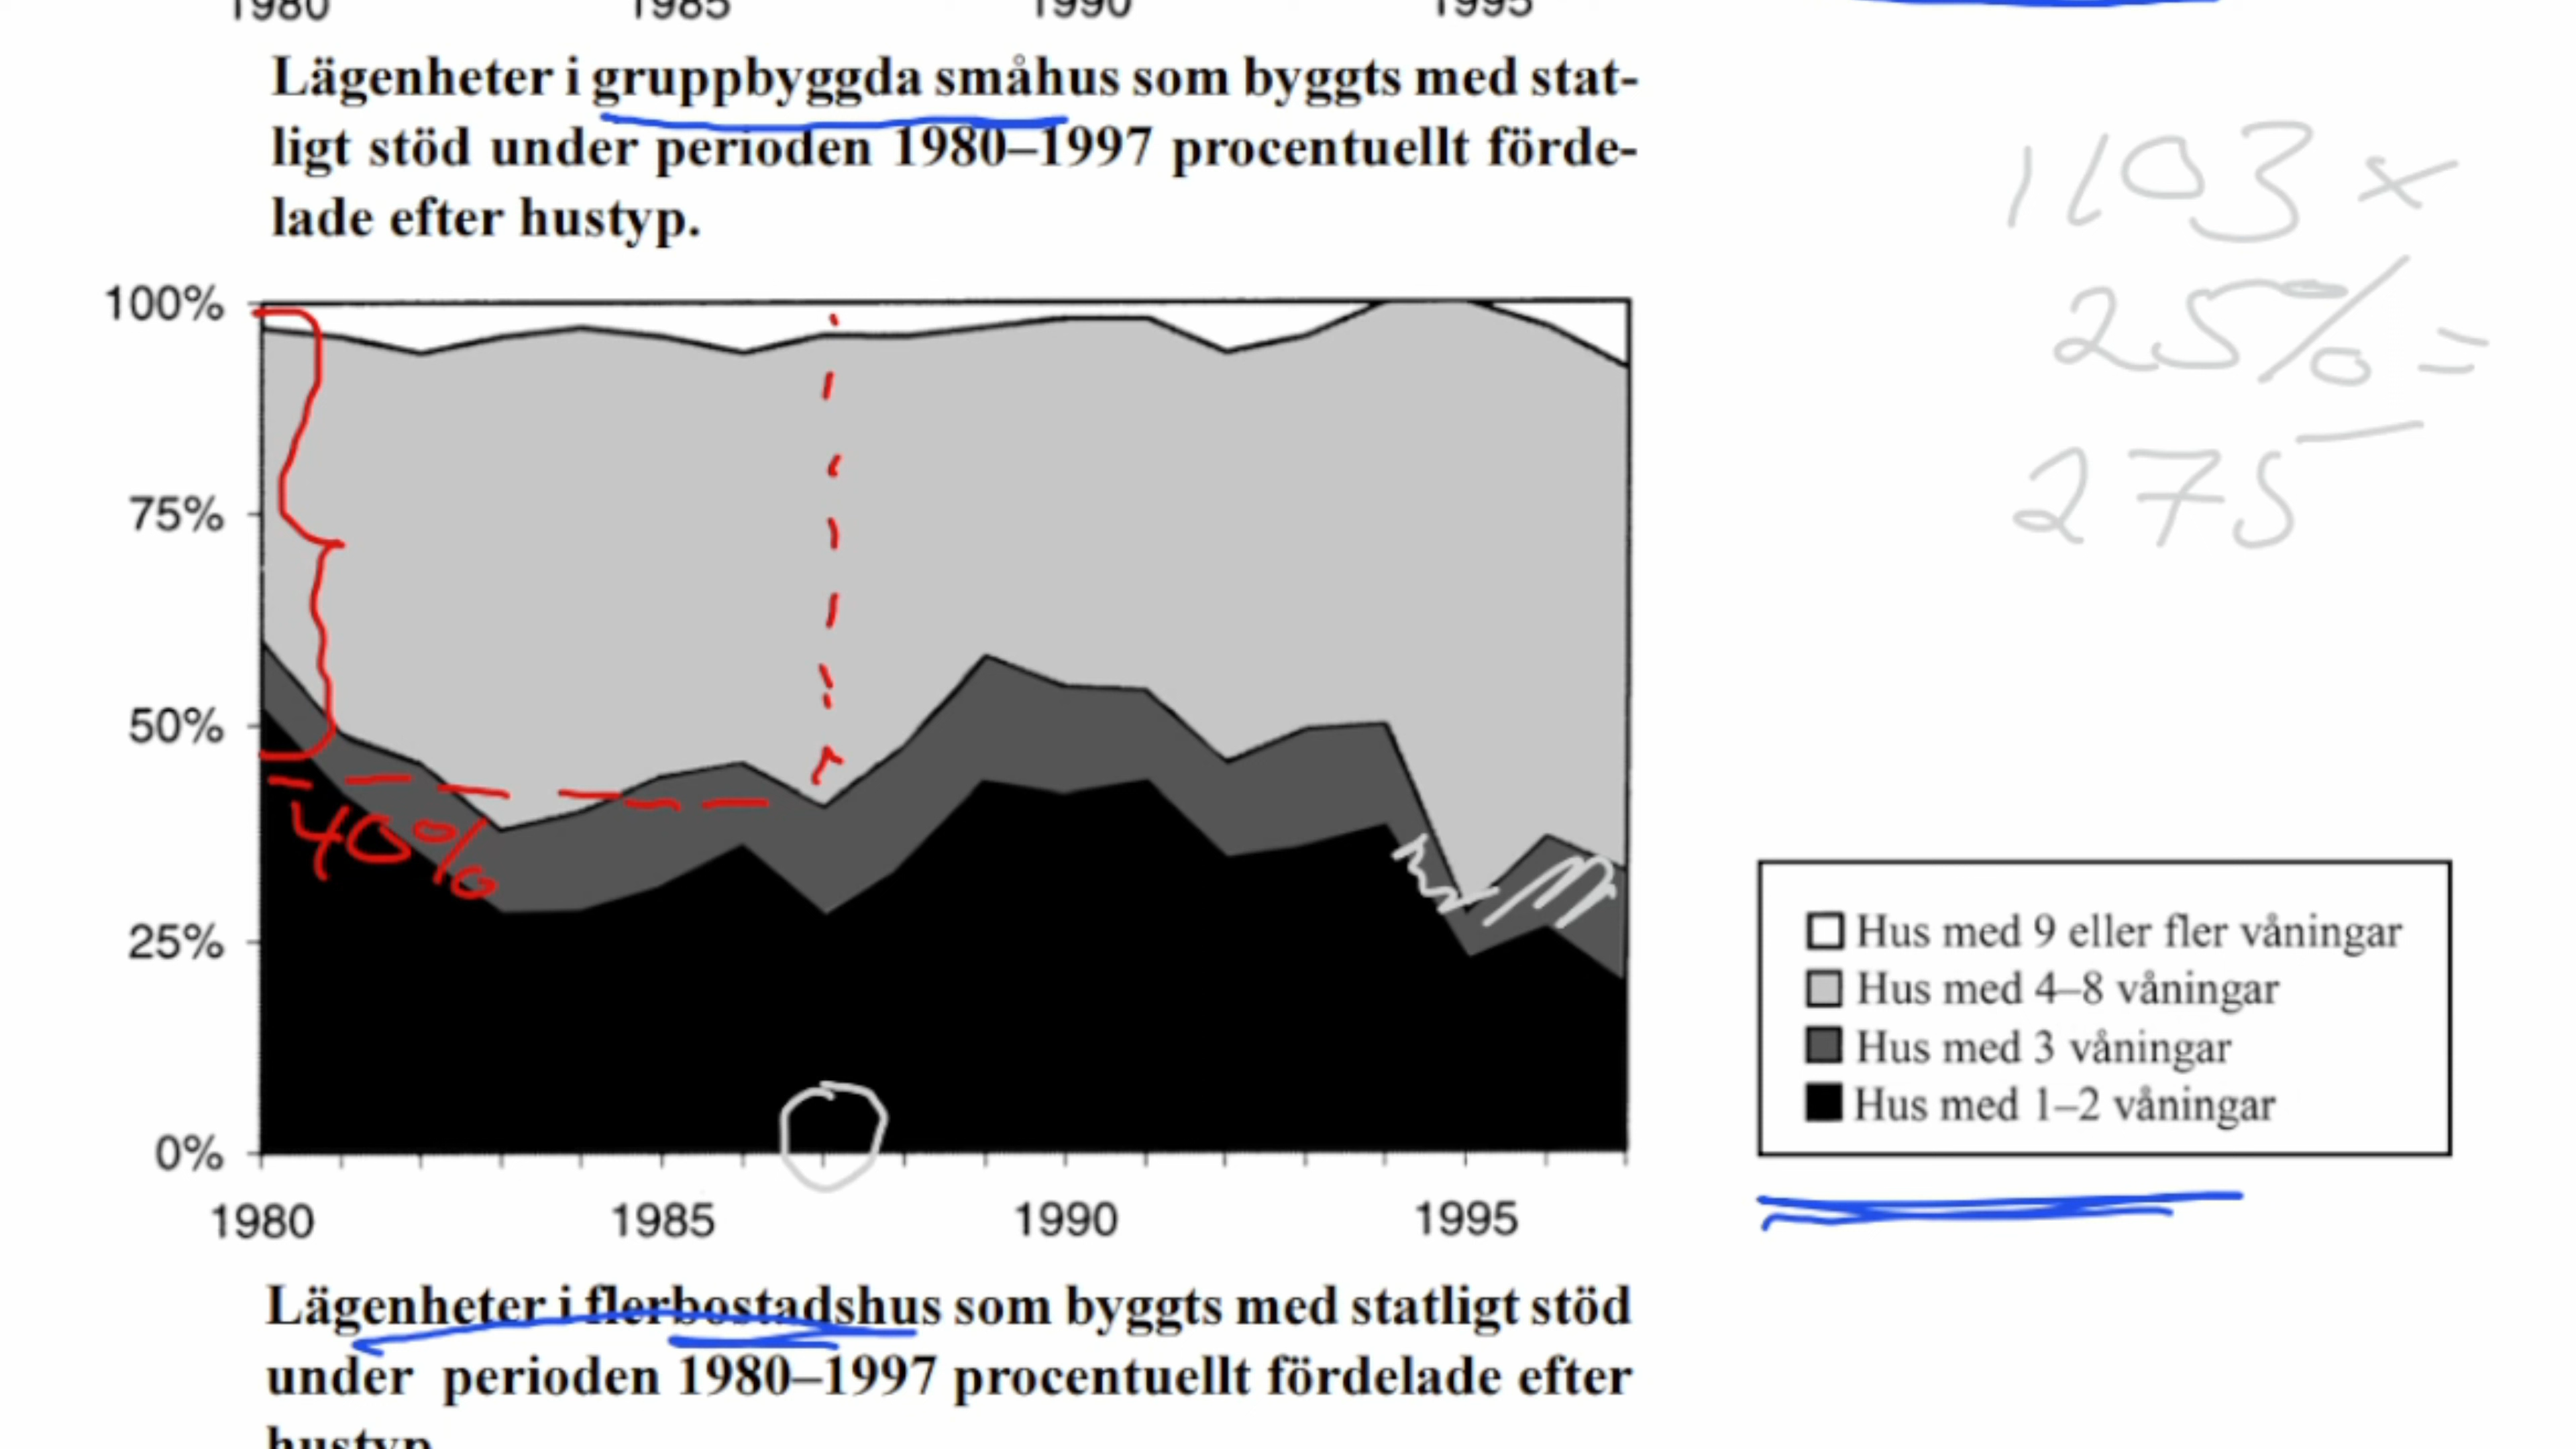 1980 1985 1990 1995
Lägenheter i gruppbyggda småhus som byggts med stat-
ligt stöd under perioden 1980–1997 procentuellt förde-
lade efter hustyp.
1103 x
25% =
275
100%
75%
50%
25%
0%
40%
1980 1985 1990 1995
Hus med 9 eller fler våningar
Hus med 4–8 våningar
Hus med 3 våningar
Hus med 1–2 våningar
Lägenheter i flerbostadshus som byggts med statligt stöd
under perioden 1980–1997 procentuellt fördelade efter
hustyp